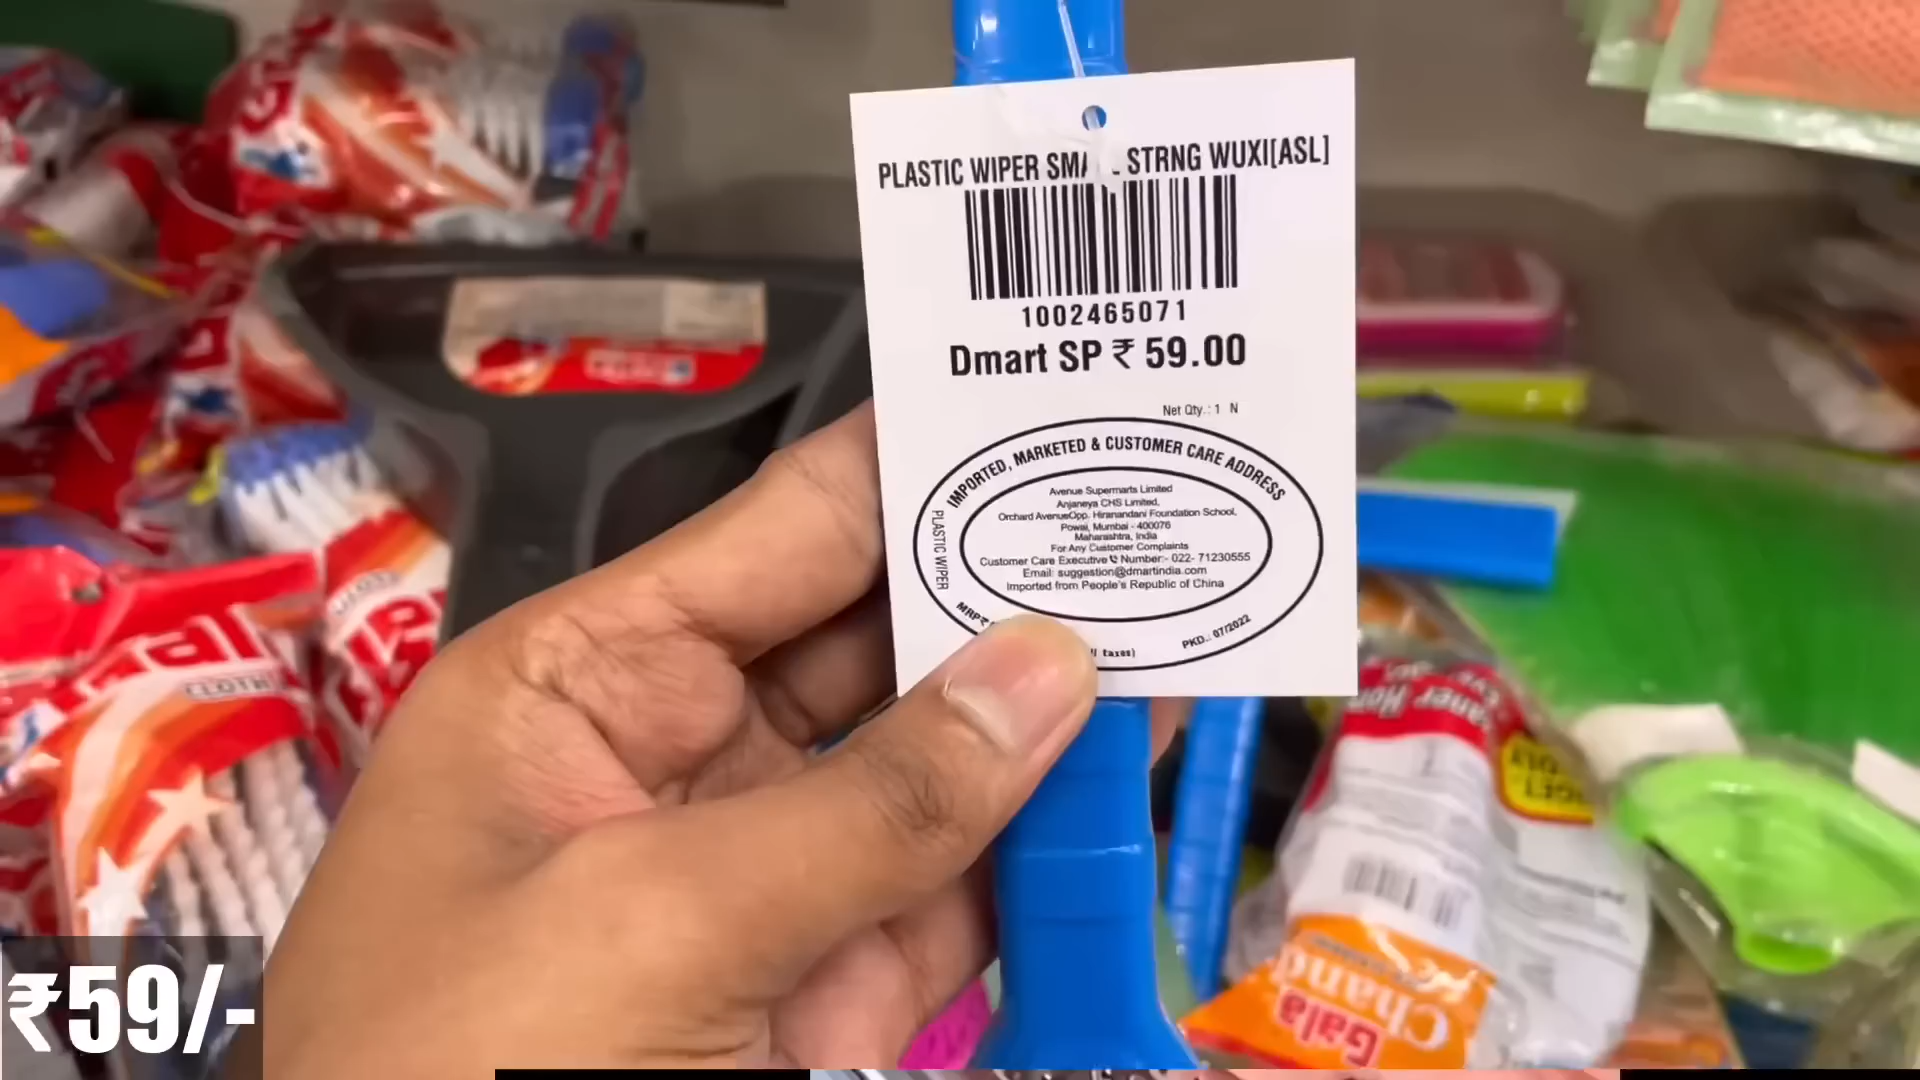 PLASTIC WIPER STRNG WUXI[ASL]
1002465071
Dmart SP ₹ 59.00
Net Qty.: 1 N
IMPORTED, MARKETED & CUSTOMER CARE ADDRESS
PLASTIC WIPER
Avenue Supermarts Limited
Anjaneya CHS Limited,
Orchard AvenueOpp. Hiranandani Foundation School,
Powai, Mumbai - 400076
Maharashtra, India
For Any Customer Complaints
Customer Care Executive Number:- 022- 71230555
Email: suggestion@dmartindia.com
Imported from People's Republic of China
MRP₹
taxes)
PKD.: 07/2022
CLOTH
Gala
₹59/-